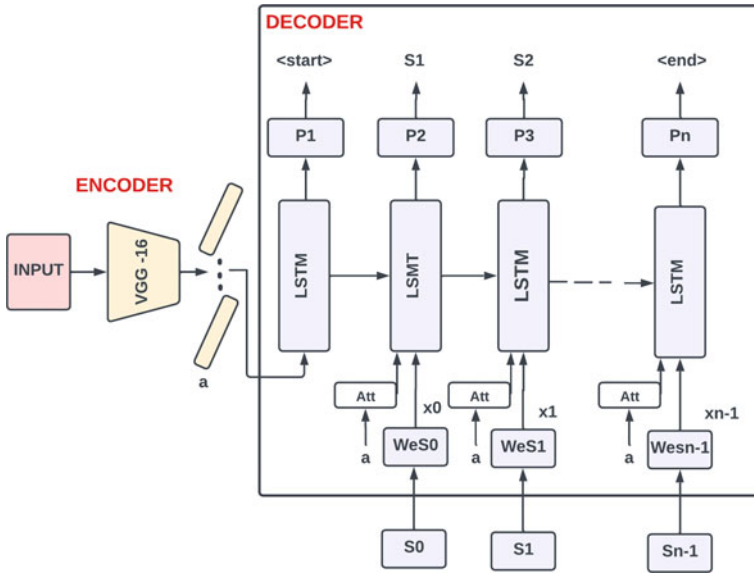 DECODER
<start> S1 S2 <end>
P1 P2 P3 Pn
ENCODER
INPUT
VGG -16
LSTM
LSMT
LSTM
LSTM
a
Att
x0
Att
x1
Att
xn-1
a
WeS0
a
WeS1
a
Wesn-1
S0 S1 Sn-1